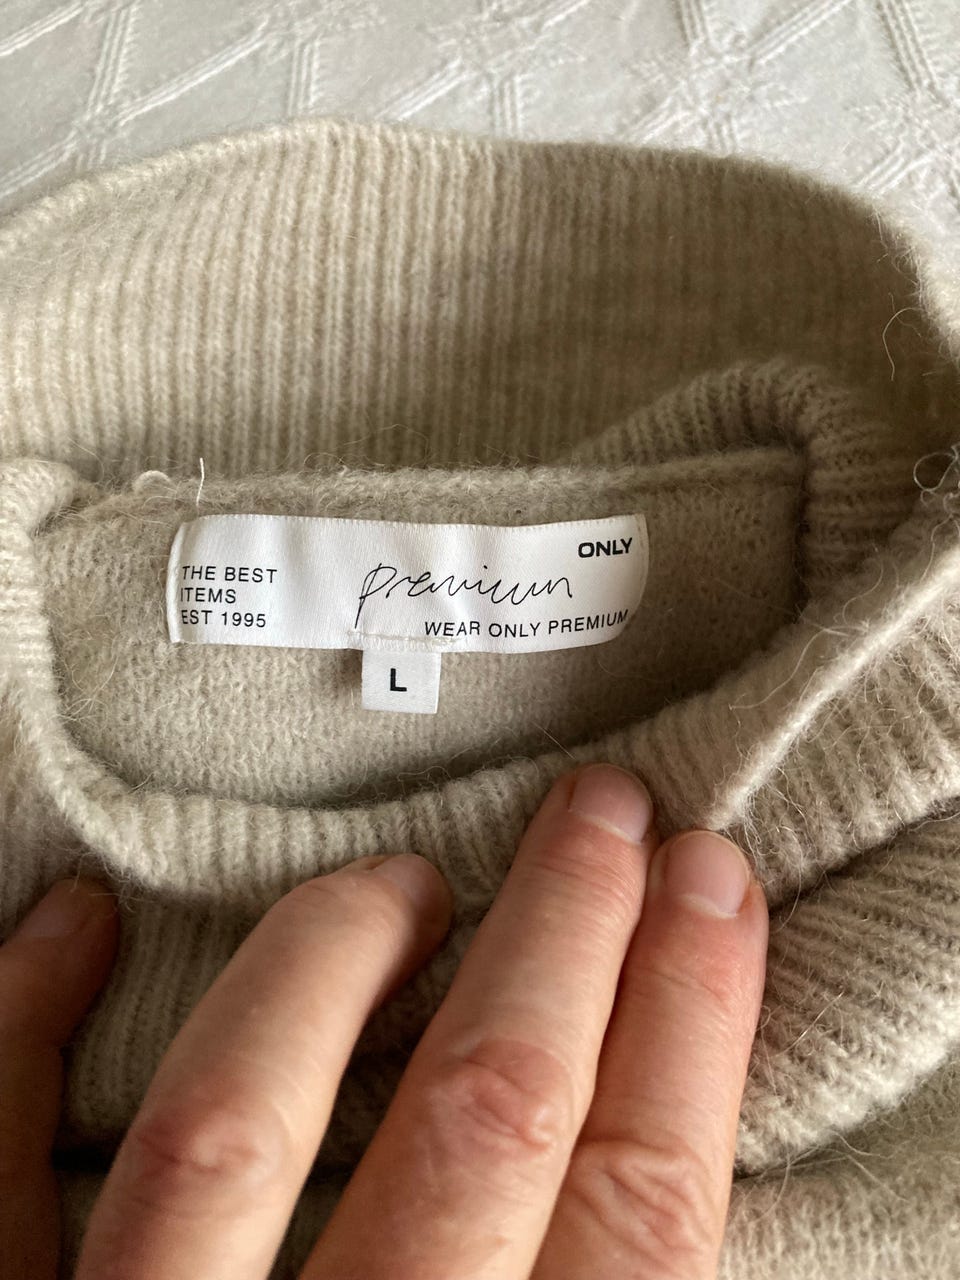 THE BEST
ITEMS
EST 1995
premium
ONLY
WEAR ONLY PREMIUM
L